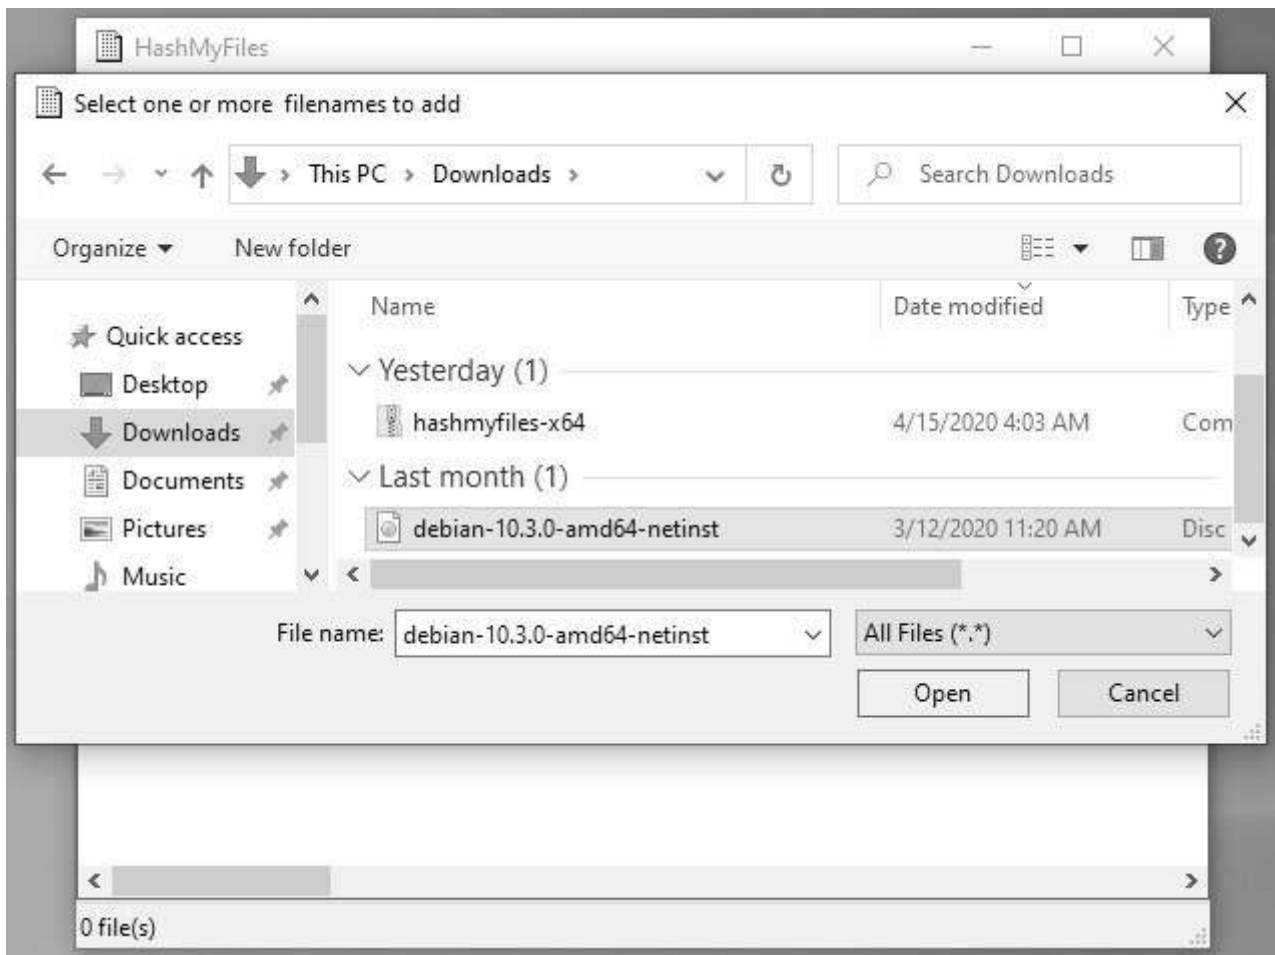 HashMyFiles
Select one or more filenames to add
This PC Downloads Search Downloads
Organize New folder
Name Date modified Type
Quick access
Yesterday (1)
Desktop
hashmyfiles-x64 4/15/2020 4:03 AM Com
Downloads
Documents
Last month (1)
Pictures
debian-10.3.0-amd64-netinst 3/12/2020 11:20 AM Disc
Music
File name: debian-10.3.0-amd64-netinst All Files (*.*)
Open Cancel
0 file(s)